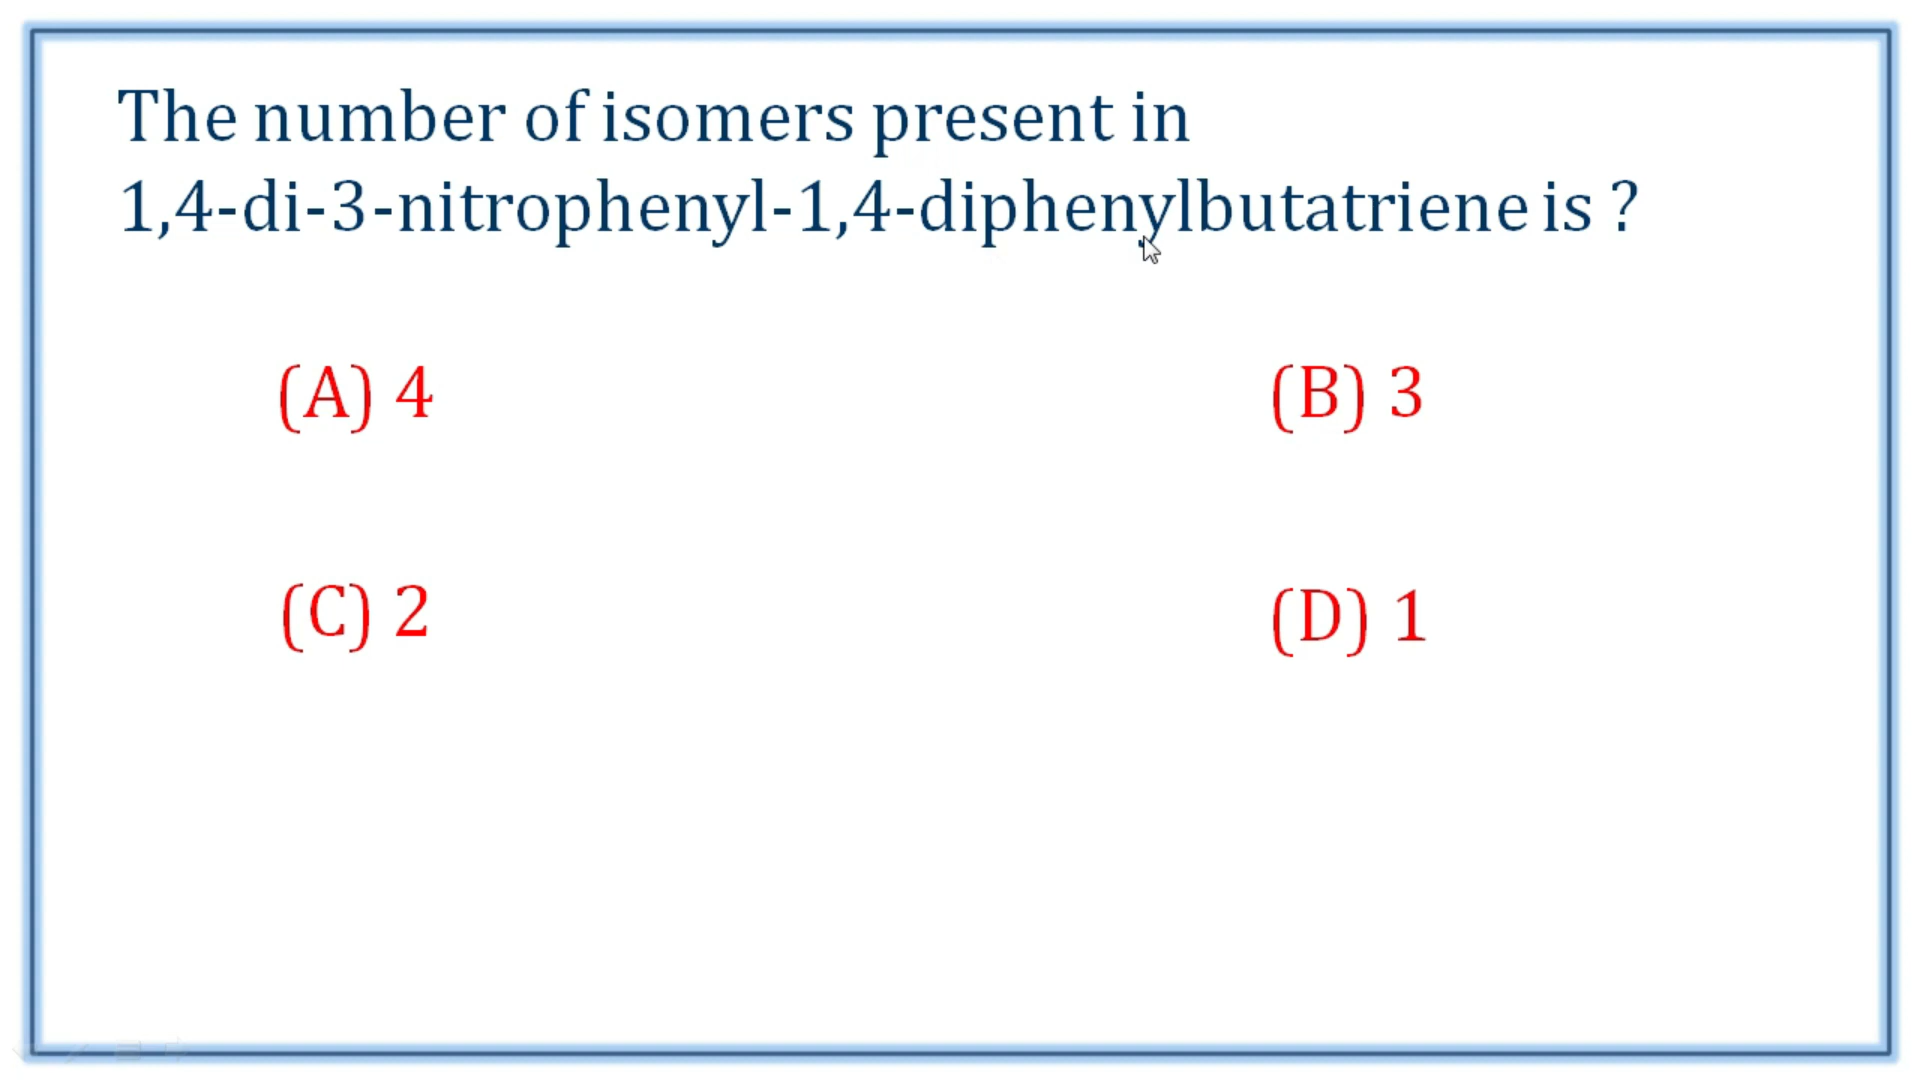 The number of isomers present in
1,4-di-3-nitrophenyl-1,4-diphenylbutatriene is ?
(A) 4
(B) 3
(C) 2
(D) 1